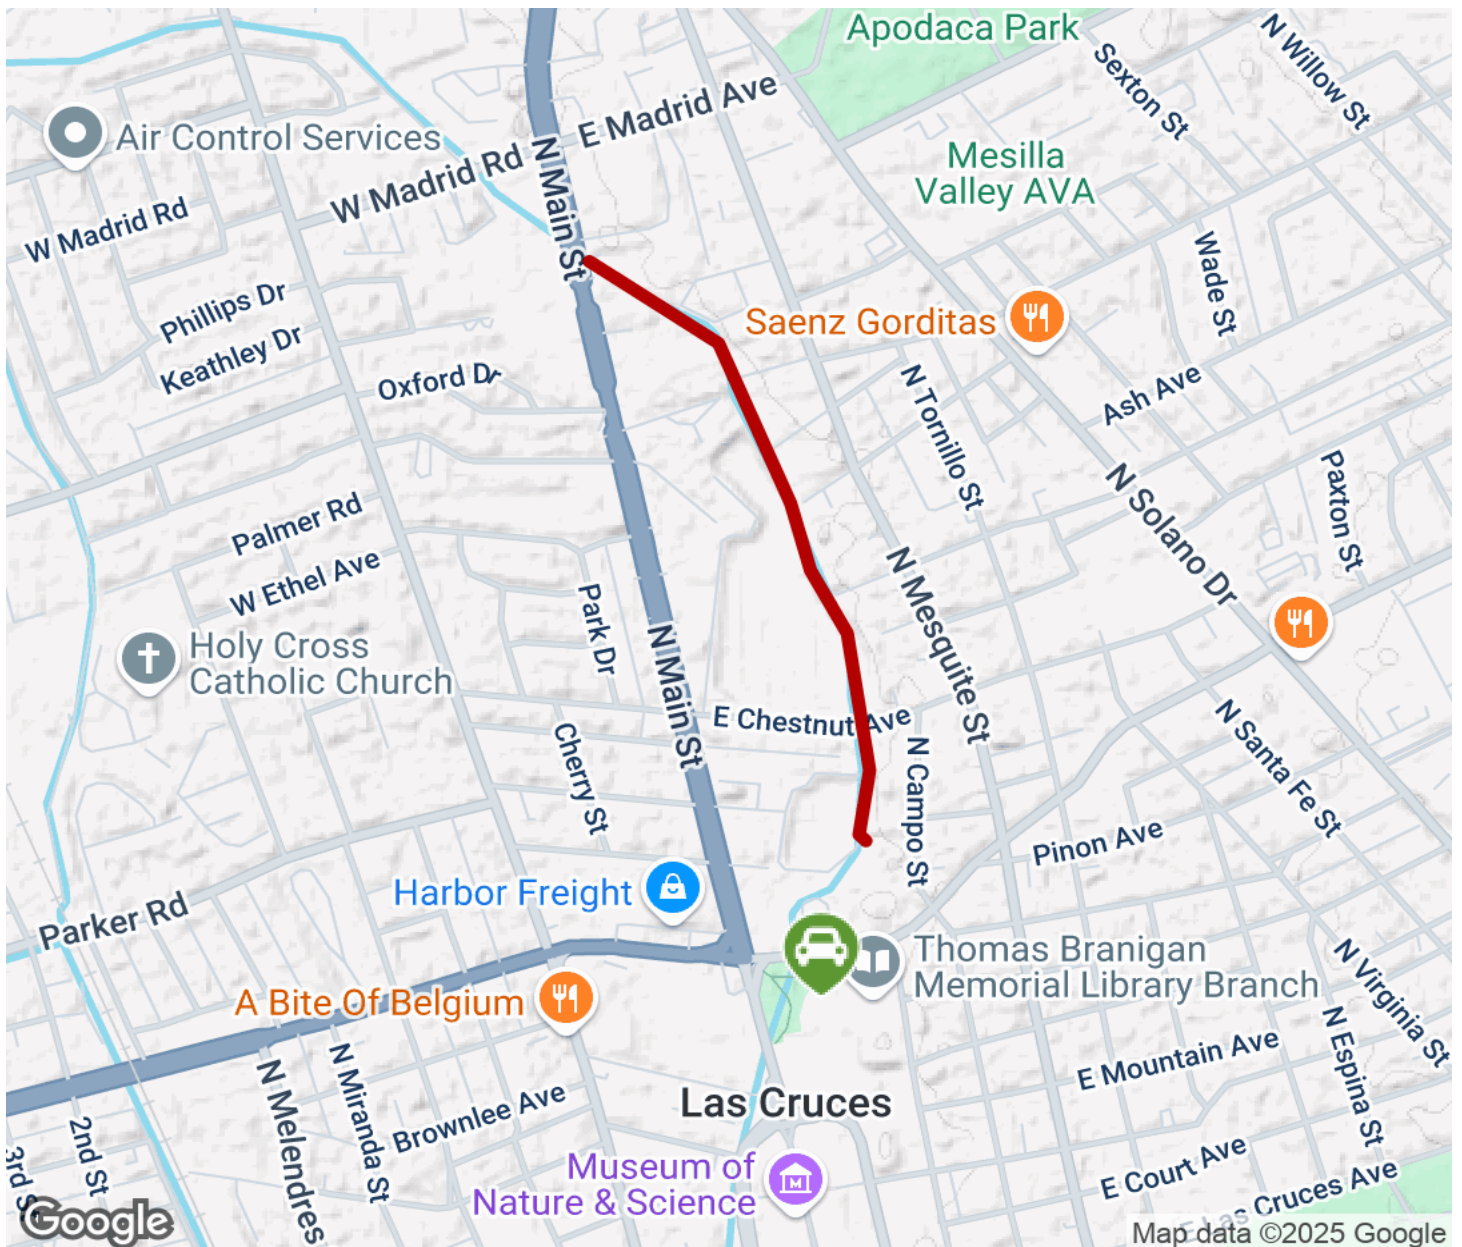 Apodaca Park
N Willow St
Sexton St
E Madrid Ave
Air Control Services
N Main St
W Madrid Rd
Mesilla
Valley AVA
W Madrid Rd
Wade St
Phillips Dr
Saenz Gorditas
Keathley Dr
Oxford Dr
Ash Ave
N Tornillo St
Paxton St
N Solano Dr
Palmer Rd
W Ethel Ave
N Mesquite St
Park Dr
Holy Cross
Catholic Church
N Main St
E Chestnut Ave
N Santa Fe St
Cherry St
N Campo St
Pinon Ave
Harbor Freight
Parker Rd
Thomas Branigan
Memorial Library Branch
N Virginia St
A Bite Of Belgium
N Espina St
E Mountain Ave
N Melendres
N Miranda St
Brownlee Ave
Las Cruces
2nd St
3rd St
Museum of
Nature & Science
E Court Ave
E Las Cruces Ave
Google
Map data ©2025 Google